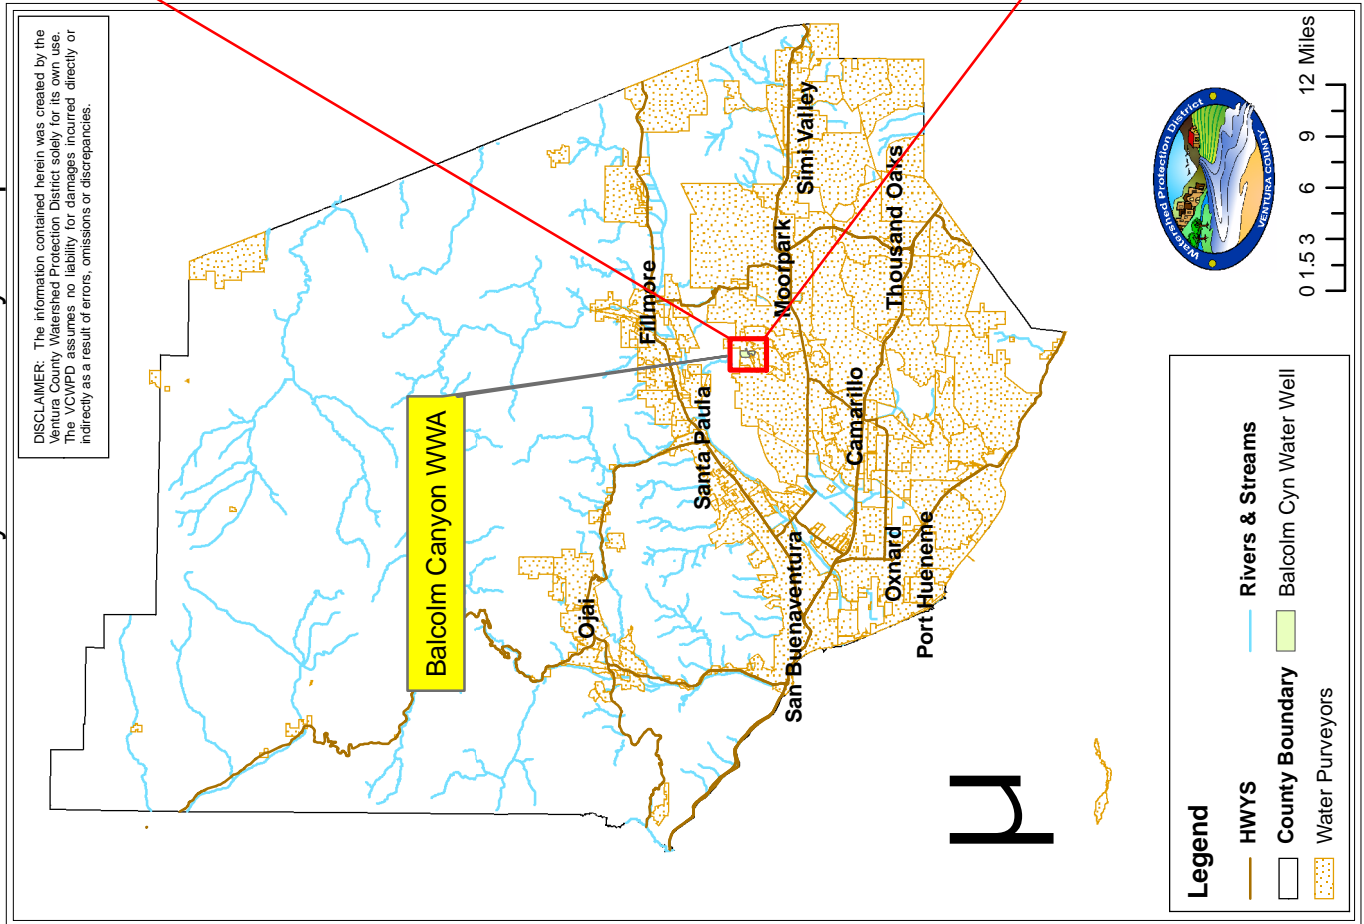 DISCLAIMER: The information contained herein was created by the
Ventura County Watershed Protection District solely for its own use.
The VCWPD assumes no liability for damages incurred directly or
indirectly as a result of errors, omissions or discrepancies.
Balcolm Canyon WWA
Ojai
Fillmore
Santa Paula
Moorpark
Simi Valley
San Buenaventura
Camarillo
Thousand Oaks
Oxnard
Port Hueneme
µ
Watershed Protection District
VENTURA COUNTY
0 1.5 3 6 9 12 Miles
Legend
HWYS
Rivers & Streams
County Boundary
Balcolm Cyn Water Well
Water Purveyors